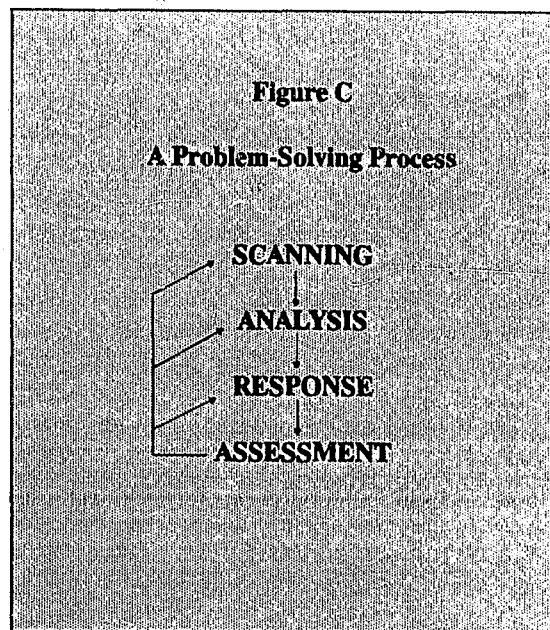 Figure C
A Problem-Solving Process
SCANNING
ANALYSIS
RESPONSE
ASSESSMENT